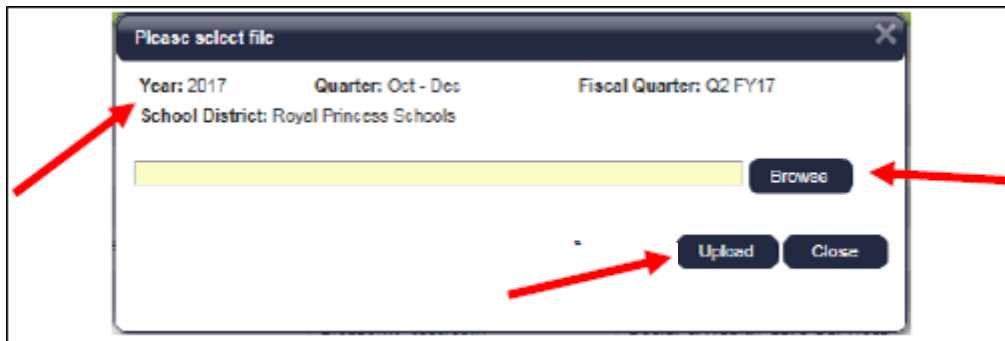 Please select file
Year: 2017 Quarter: Oct - Dec Fiscal Quarter: Q2 FY17
School District: Royal Princess Schools
Browse
Upload Close